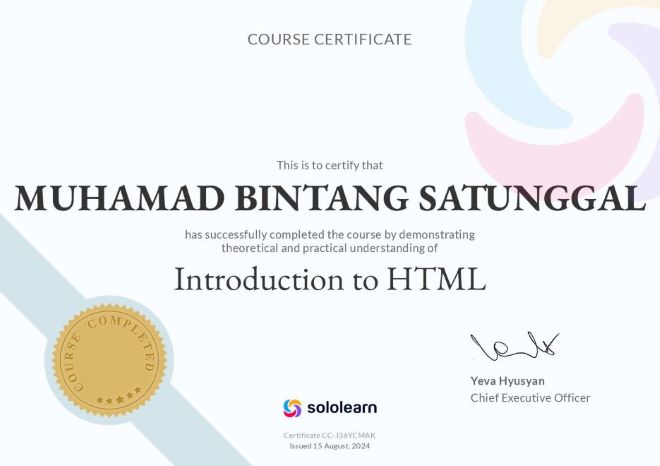 COURSE CERTIFICATE
This is to certify that
MUHAMAD BINTANG SATUNGGAL
has successfully completed the course by demonstrating
theoretical and practical understanding of
Introduction to HTML
COURSE COMPLETED
Yeva Hyusyan
Chief Executive Officer
sololearn
Certificate CC-J36YCMAK
Issued 15 August, 2024